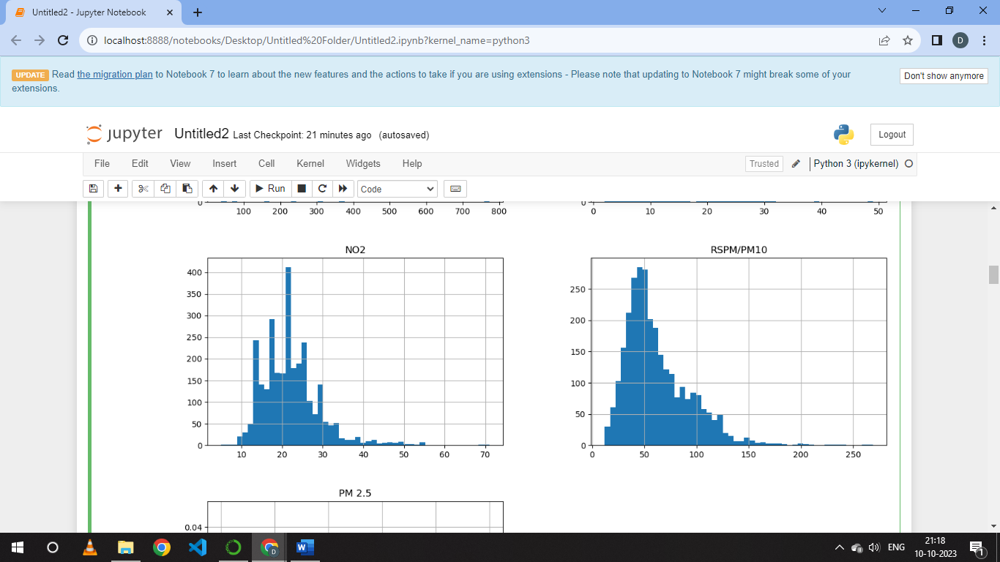 Untitled2 - Jupyter Notebook
localhost:8888/notebooks/Desktop/Untitled%20Folder/Untitled2.ipynb?kernel_name=python3
D
UPDATE Read the migration plan to Notebook 7 to learn about the new features and the actions to take if you are using extensions - Please note that updating to Notebook 7 might break some of your
extensions.
Don't show anymore
jupyter Untitled2 Last Checkpoint: 21 minutes ago (autosaved)
Logout
File Edit View Insert Cell Kernel Widgets Help
Trusted Python 3 (ipykernel)
Run Code
0 0
100 200 300 400 500 600 700 800
0 10 20 30 40 50
NO2
400
350
300
250
200
150
100
50
0
10 20 30 40 50 60 70
RSPM/PM10
250
200
150
100
50
0
0 50 100 150 200 250
PM 2.5
0.04
D
W
ENG
21:18
10-10-2023
1